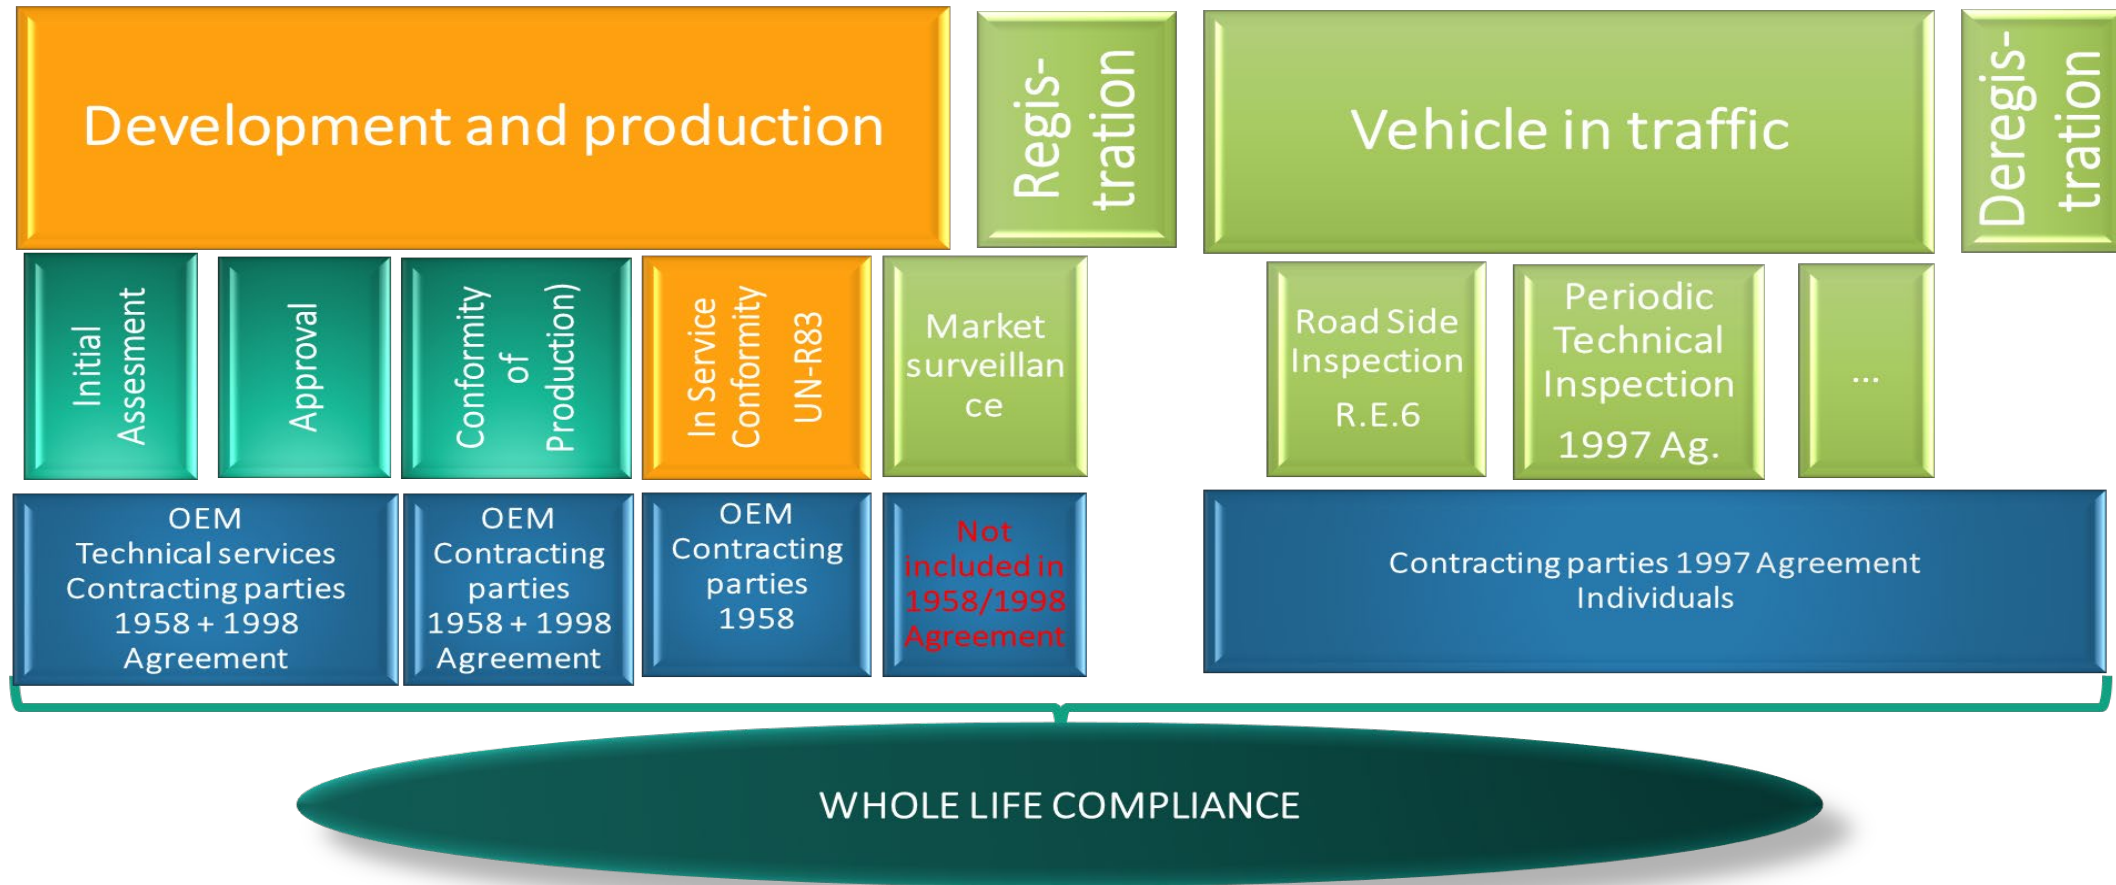 Development and production
Regis-
tration
Vehicle in traffic
Deregis-
tration
Initial
Assesment
Approval
Conformity
of
Production)
In Service
Conformity
UN-R83
Market
surveillan
ce
Road Side
Inspection
R.E.6
Periodic
Technical
Inspection
1997 Ag.
...
OEM
Technical services
Contracting parties
1958 + 1998
Agreement
OEM
Contracting
parties
1958 + 1998
Agreement
OEM
Contracting
parties
1958
Not
included in
1958/1998
Agreement
Contracting parties 1997 Agreement
Individuals
WHOLE LIFE COMPLIANCE